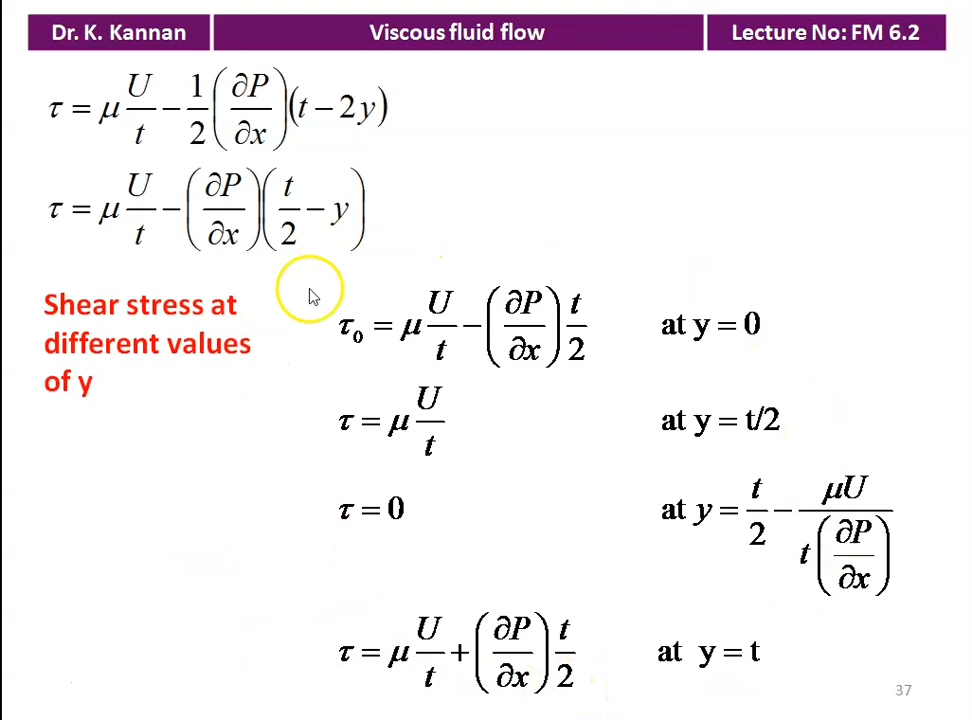 Dr. K. Kannan
Viscous fluid flow
Lecture No: FM 6.2
τ = μ U/t − 1/2 (∂P/∂x)(t − 2y)
τ = μ U/t − (∂P/∂x)(t/2 − y)
Shear stress at
different values
of y
τ₀ = μ U/t − (∂P/∂x) t/2 at y = 0
τ = μ U/t at y = t/2
τ = 0 at y = t/2 − μU/t(∂P/∂x)
τ = μ U/t + (∂P/∂x) t/2 at y = t
37